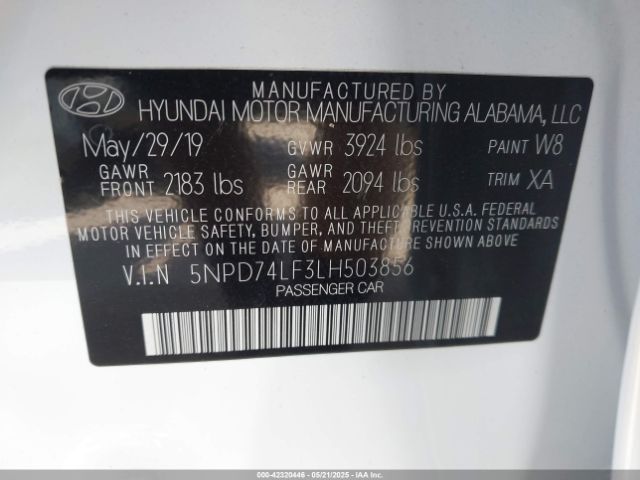 MANUFACTURED BY
HYUNDAI MOTOR MANUFACTURING ALABAMA, LLC
May/29/19 GVWR 3924 lbs PAINT W8
GAWR FRONT 2183 lbs GAWR REAR 2094 lbs TRIM XA
THIS VEHICLE CONFORMS TO ALL APPLICABLE U.S.A. FEDERAL
MOTOR VEHICLE SAFETY, BUMPER, AND THEFT PREVENTION STANDARDS
IN EFFECT ON THE DATE OF MANUFACTURE SHOWN ABOVE.
V.I.N 5NPD74LF3LH503856
PASSENGER CAR
000-42320446 - 05/21/2025 - COPART